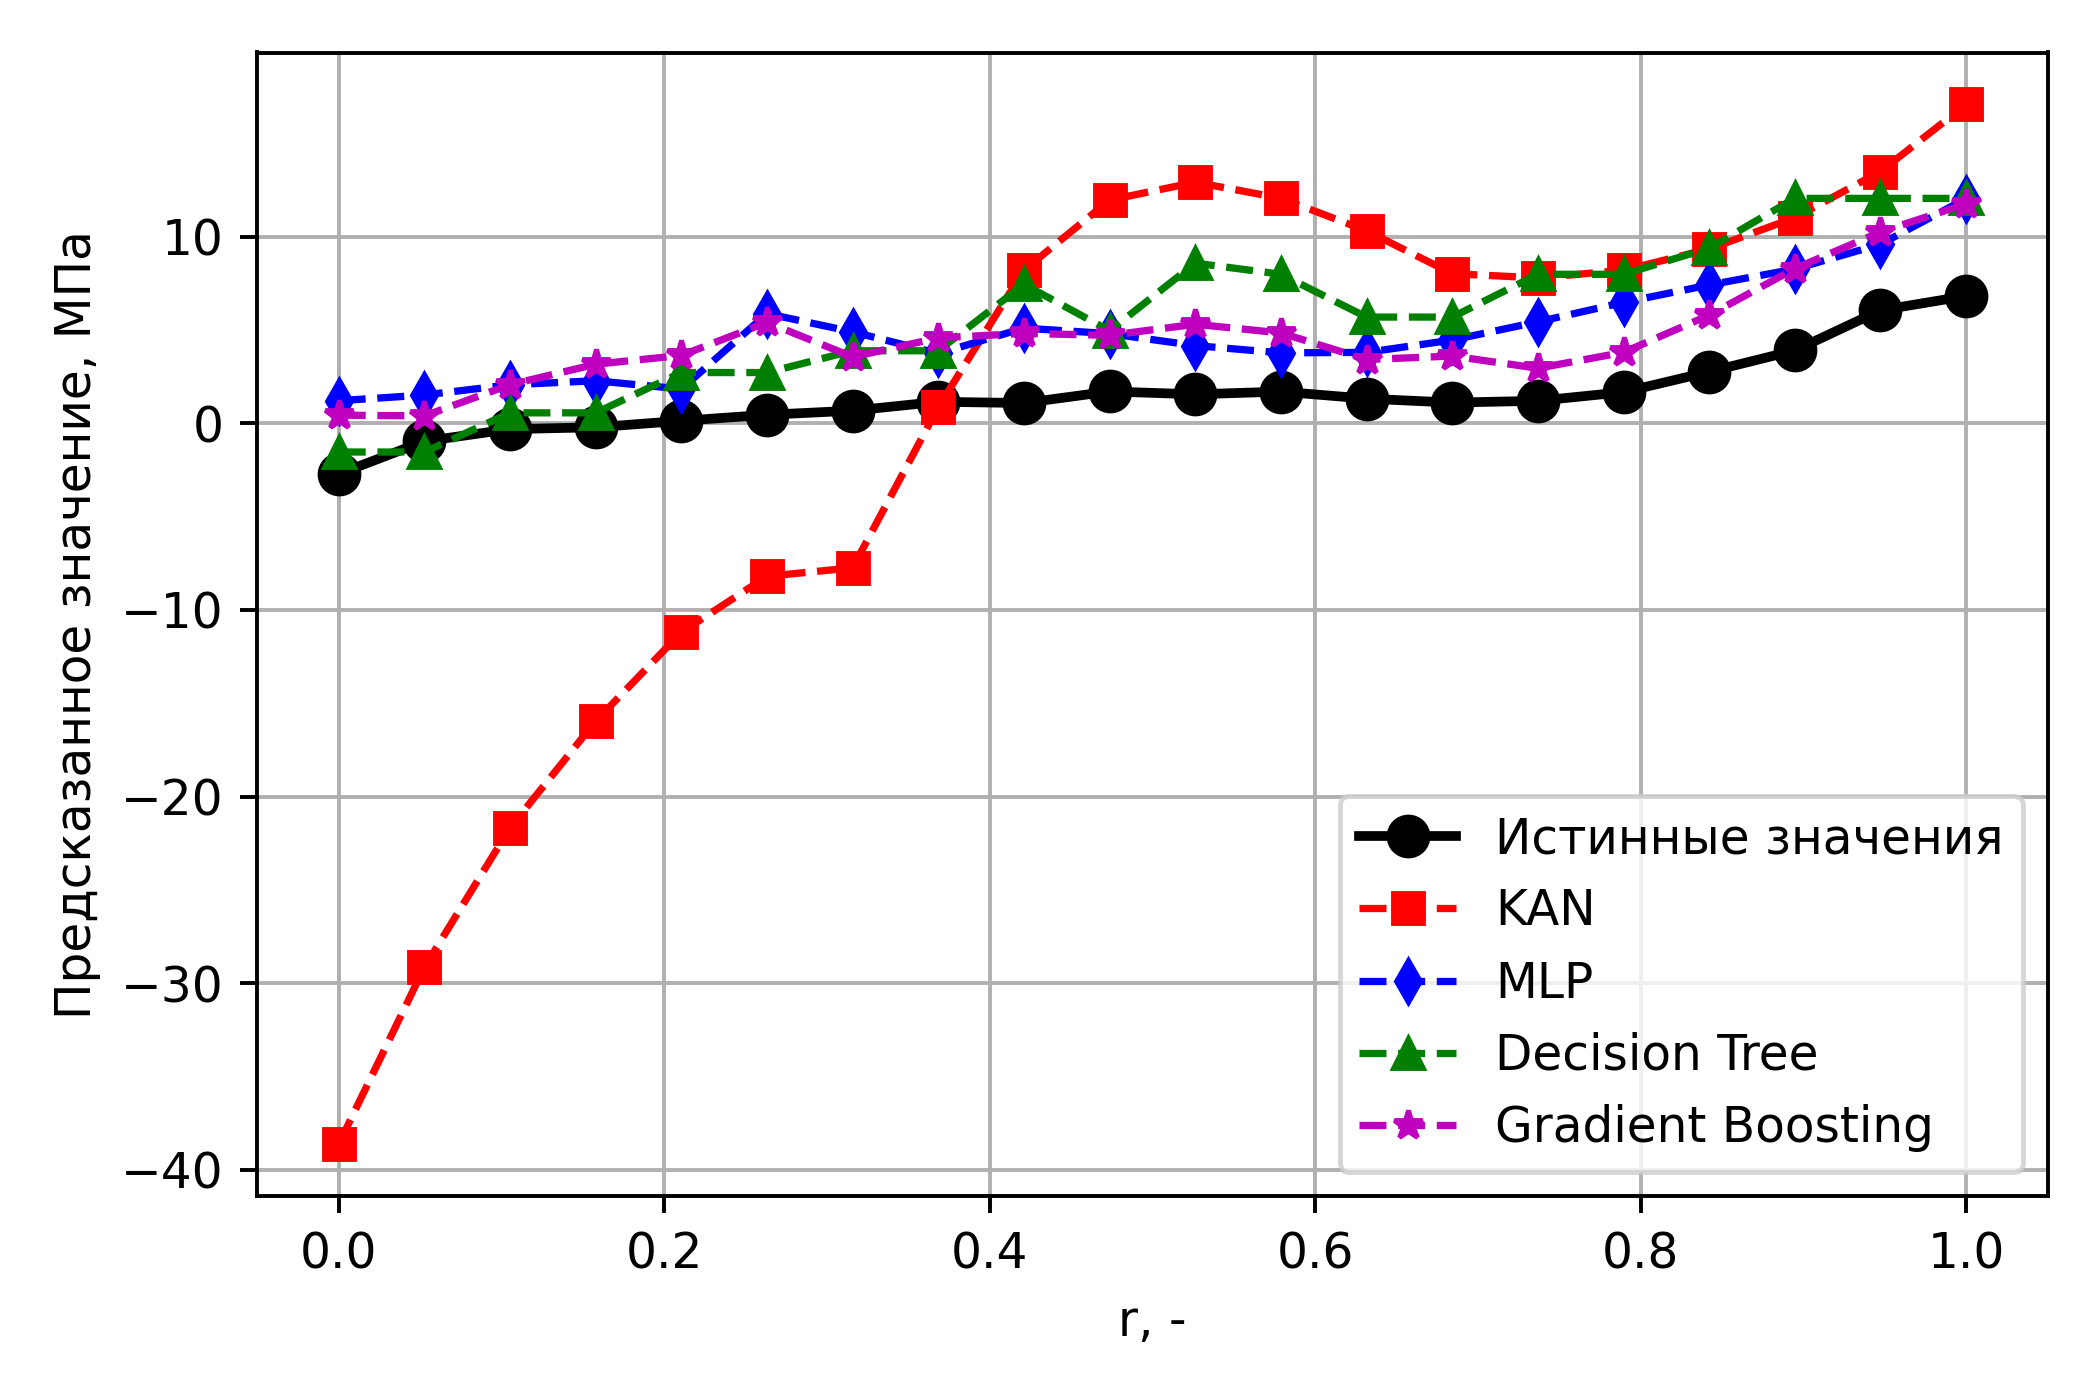 Предсказанное значение, МПа
10
0
−10
−20
−30
−40
0.0 0.2 0.4 0.6 0.8 1.0
r, -
Истинные значения
KAN
MLP
Decision Tree
Gradient Boosting